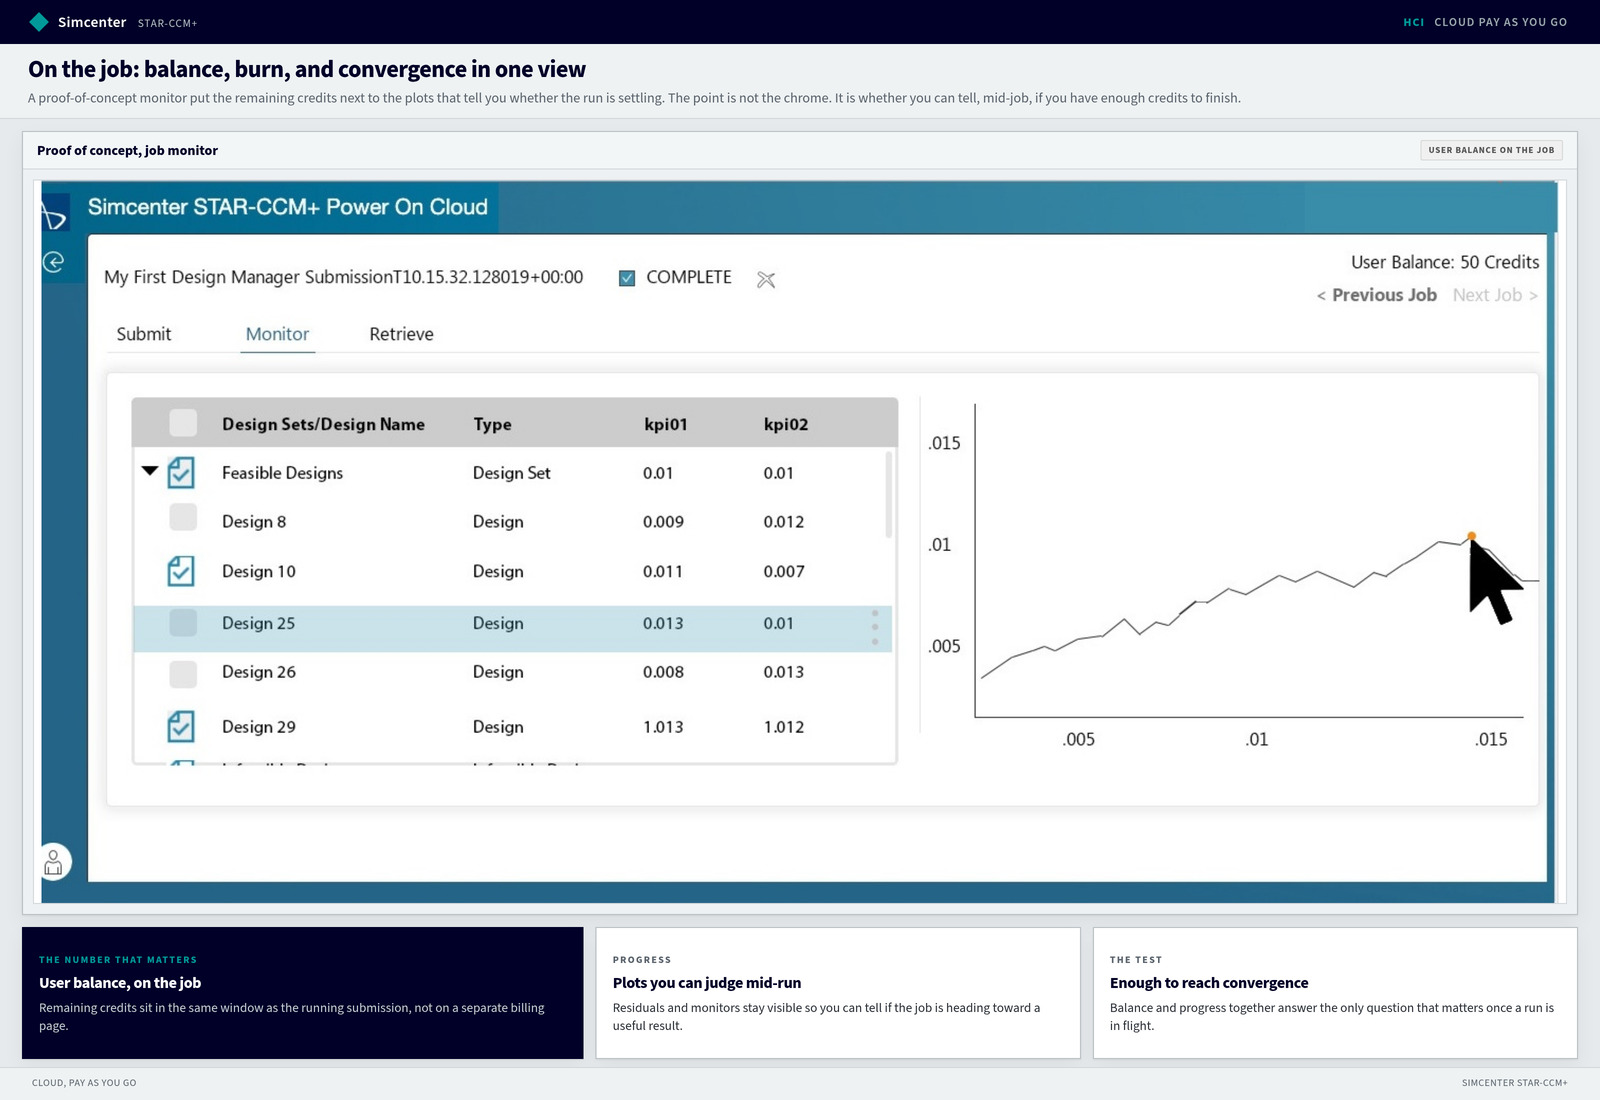 Simcenter STAR-CCM+
HCI CLOUD PAY AS YOU GO
On the job: balance, burn, and convergence in one view
A proof-of-concept monitor put the remaining credits next to the plots that tell you whether the run is settling. The point is not the chrome. It is whether you can tell, mid-job, if you have enough credits to finish.
Proof of concept, job monitor
USER BALANCE ON THE JOB
Simcenter STAR-CCM+ Power On Cloud
My First Design Manager SubmissionT10.15.32.128019+00:00
COMPLETE
User Balance: 50 Credits
< Previous Job Next Job >
Submit Monitor Retrieve
Design Sets/Design Name Type kpi01 kpi02
Feasible Designs Design Set 0.01 0.01
Design 8 Design 0.009 0.012
Design 10 Design 0.011 0.007
Design 25 Design 0.013 0.01
Design 26 Design 0.008 0.013
Design 29 Design 1.013 1.012
.015
.01
.005
.005 .01 .015
THE NUMBER THAT MATTERS
User balance, on the job
Remaining credits sit in the same window as the running submission, not on a separate billing
page.
PROGRESS
Plots you can judge mid-run
Residuals and monitors stay visible so you can tell if the job is heading toward a
useful result.
THE TEST
Enough to reach convergence
Balance and progress together answer the only question that matters once a run is
in flight.
CLOUD, PAY AS YOU GO
SIMCENTER STAR-CCM+